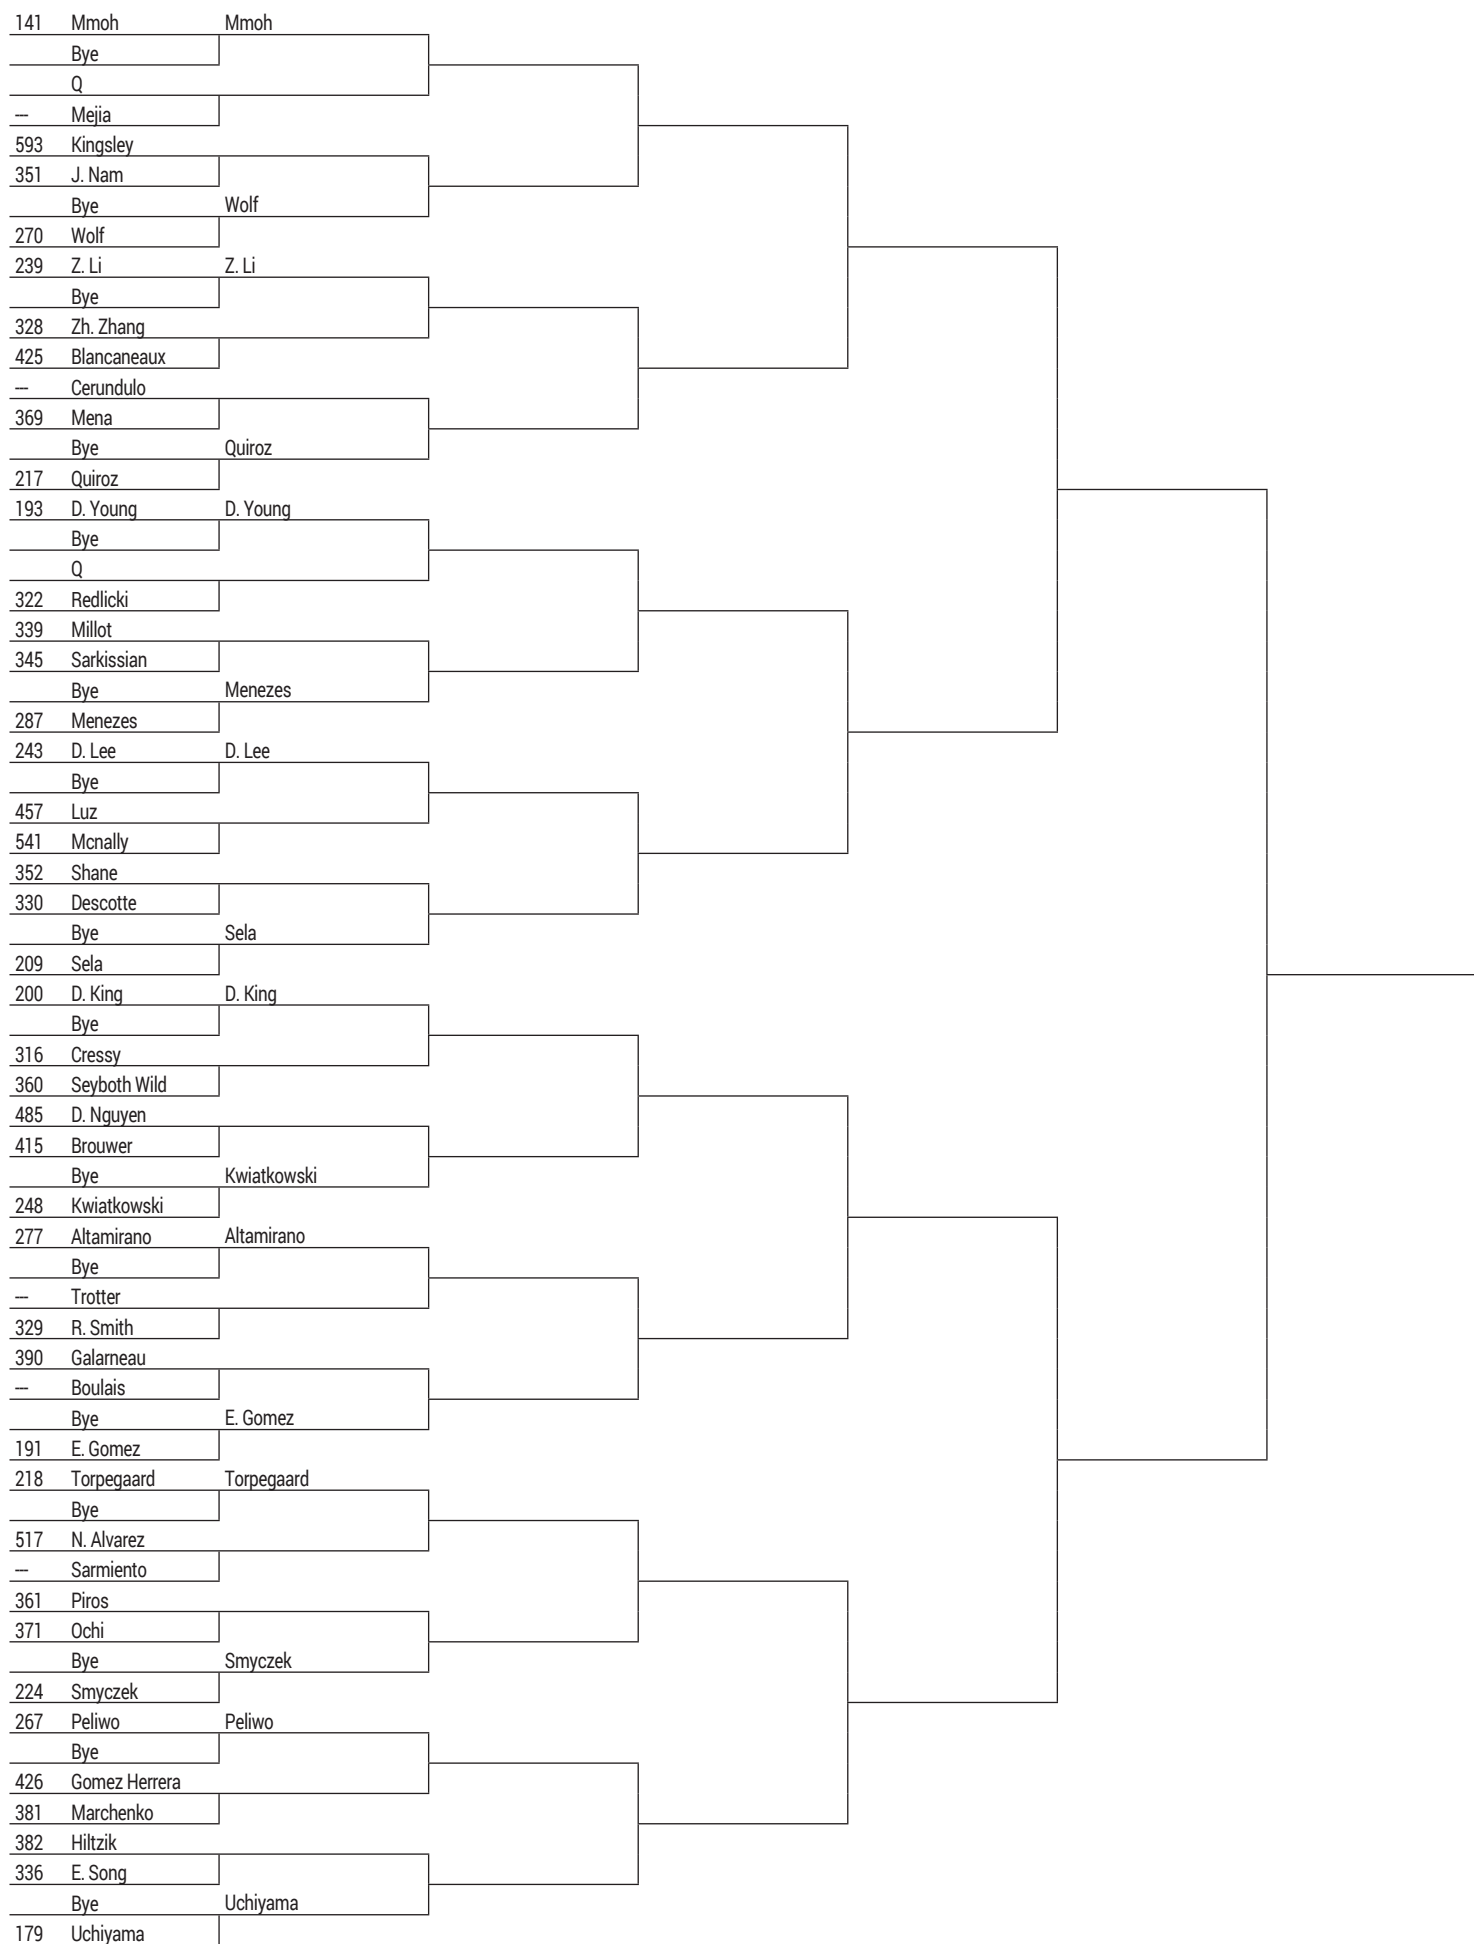 141 Mmoh Mmoh
Bye
Q
--- Mejia
593 Kingsley
351 J. Nam
Bye Wolf
270 Wolf
239 Z. Li Z. Li
Bye
328 Zh. Zhang
425 Blancaneaux
--- Cerundulo
369 Mena
Bye Quiroz
217 Quiroz
193 D. Young D. Young
Bye
Q
322 Redlicki
339 Millot
345 Sarkissian
Bye Menezes
287 Menezes
243 D. Lee D. Lee
Bye
457 Luz
541 Mcnally
352 Shane
330 Descotte
Bye Sela
209 Sela
200 D. King D. King
Bye
316 Cressy
360 Seyboth Wild
485 D. Nguyen
415 Brouwer
Bye Kwiatkowski
248 Kwiatkowski
277 Altamirano Altamirano
Bye
--- Trotter
329 R. Smith
390 Galarneau
--- Boulais
Bye E. Gomez
191 E. Gomez
218 Torpegaard Torpegaard
Bye
517 N. Alvarez
--- Sarmiento
361 Piros
371 Ochi
Bye Smyczek
224 Smyczek
267 Peliwo Peliwo
Bye
426 Gomez Herrera
381 Marchenko
382 Hiltzik
336 E. Song
Bye Uchiyama
179 Uchiyama